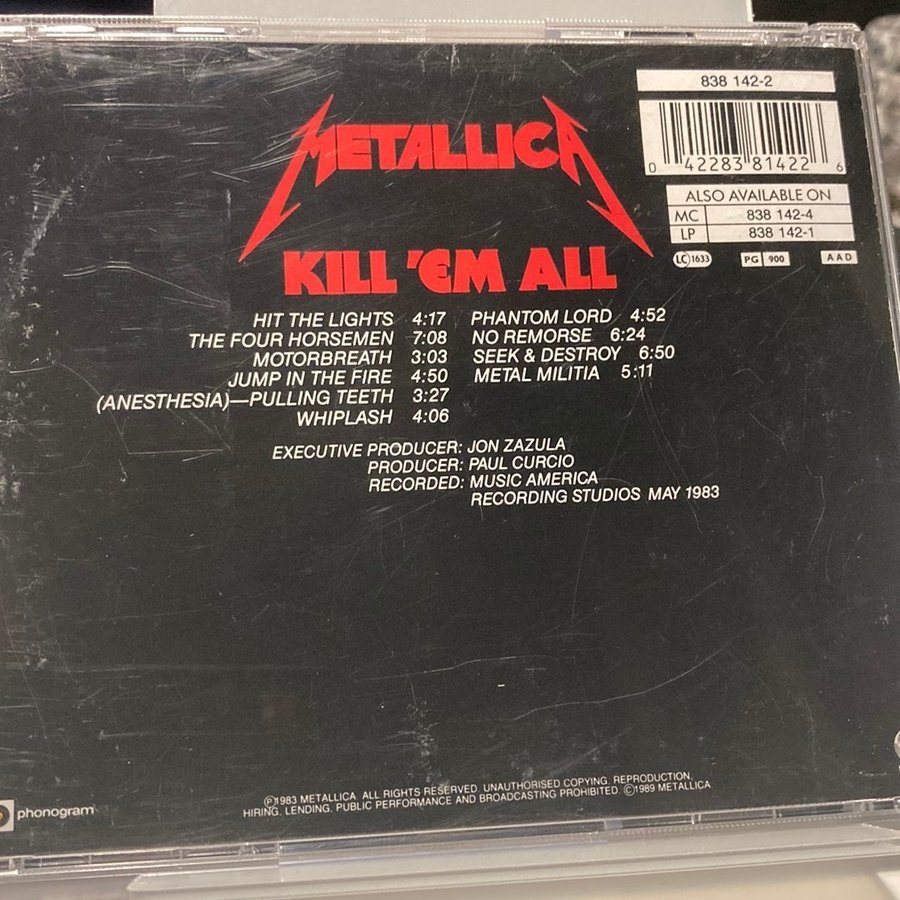 838 142-2
0 42283 81422 6
ALSO AVAILABLE ON
MC 838 142-4
LP 838 142-1
LC 1633 PG 900 AAD
METALLICA
KILL 'EM ALL
HIT THE LIGHTS 4:17
THE FOUR HORSEMEN 7:08
MOTORBREATH 3:03
JUMP IN THE FIRE 4:50
(ANESTHESIA)—PULLING TEETH 3:27
WHIPLASH 4:06
PHANTOM LORD 4:52
NO REMORSE 6:24
SEEK & DESTROY 6:50
METAL MILITIA 5:11
EXECUTIVE PRODUCER: JON ZAZULA
PRODUCER: PAUL CURCIO
RECORDED: MUSIC AMERICA
RECORDING STUDIOS MAY 1983
Ⓟ1983 METALLICA. ALL RIGHTS RESERVED. UNAUTHORISED COPYING, REPRODUCTION,
HIRING, LENDING, PUBLIC PERFORMANCE AND BROADCASTING PROHIBITED. ©1989 METALLICA
phonogram